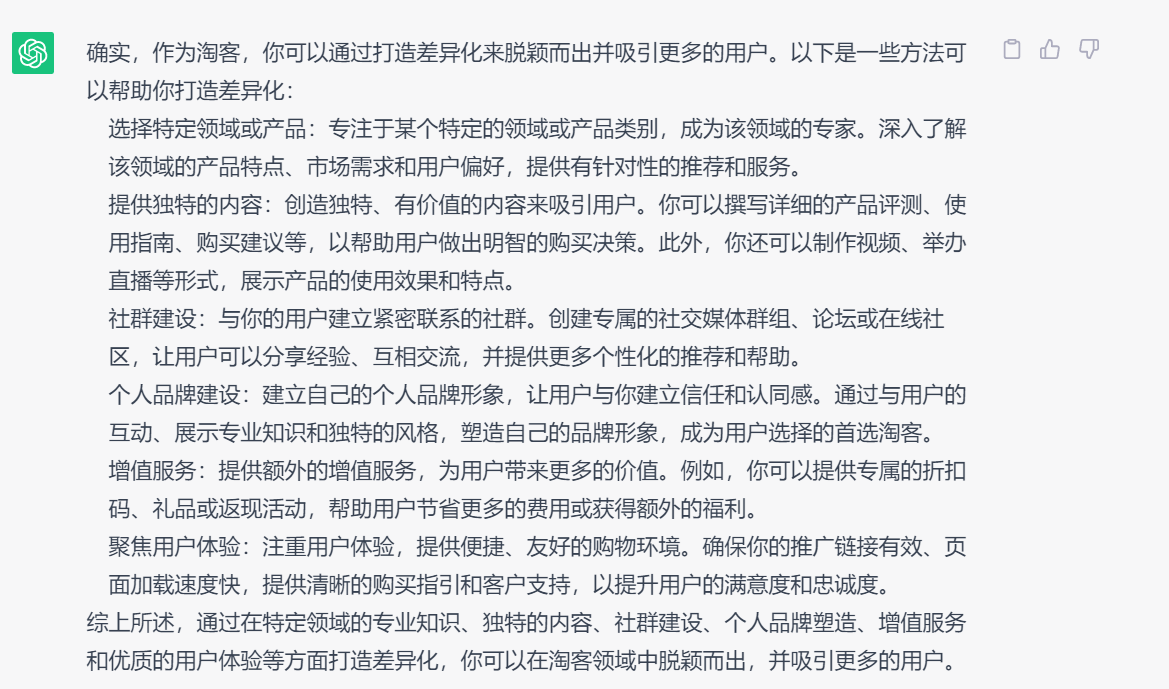 确实，作为淘客，你可以通过打造差异化来脱颖而出并吸引更多的用户。以下是一些方法可
以帮助你打造差异化：
选择特定领域或产品：专注于某个特定的领域或产品类别，成为该领域的专家。深入了解
该领域的产品特点、市场需求和用户偏好，提供有针对性的推荐和服务。
提供独特的内容：创造独特、有价值的内容来吸引用户。你可以撰写详细的产品评测、使
用指南、购买建议等，以帮助用户做出明智的购买决策。此外，你还可以制作视频、举办
直播等形式，展示产品的使用效果和特点。
社群建设：与你的用户建立紧密联系的社群。创建专属的社交媒体群组、论坛或在线社
区，让用户可以分享经验、互相交流，并提供更多个性化的推荐和帮助。
个人品牌建设：建立自己的个人品牌形象，让用户与你建立信任和认同感。通过与用户的
互动、展示专业知识和独特的风格，塑造自己的品牌形象，成为用户选择的首选淘客。
增值服务：提供额外的增值服务，为用户带来更多的价值。例如，你可以提供专属的折扣
码、礼品或返现活动，帮助用户节省更多的费用或获得额外的福利。
聚焦用户体验：注重用户体验，提供便捷、友好的购物环境。确保你的推广链接有效、页
面加载速度快，提供清晰的购买指引和客户支持，以提升用户的满意度和忠诚度。
综上所述，通过在特定领域的专业知识、独特的内容、社群建设、个人品牌塑造、增值服务
和优质的用户体验等方面打造差异化，你可以在淘客领域中脱颖而出，并吸引更多的用户。